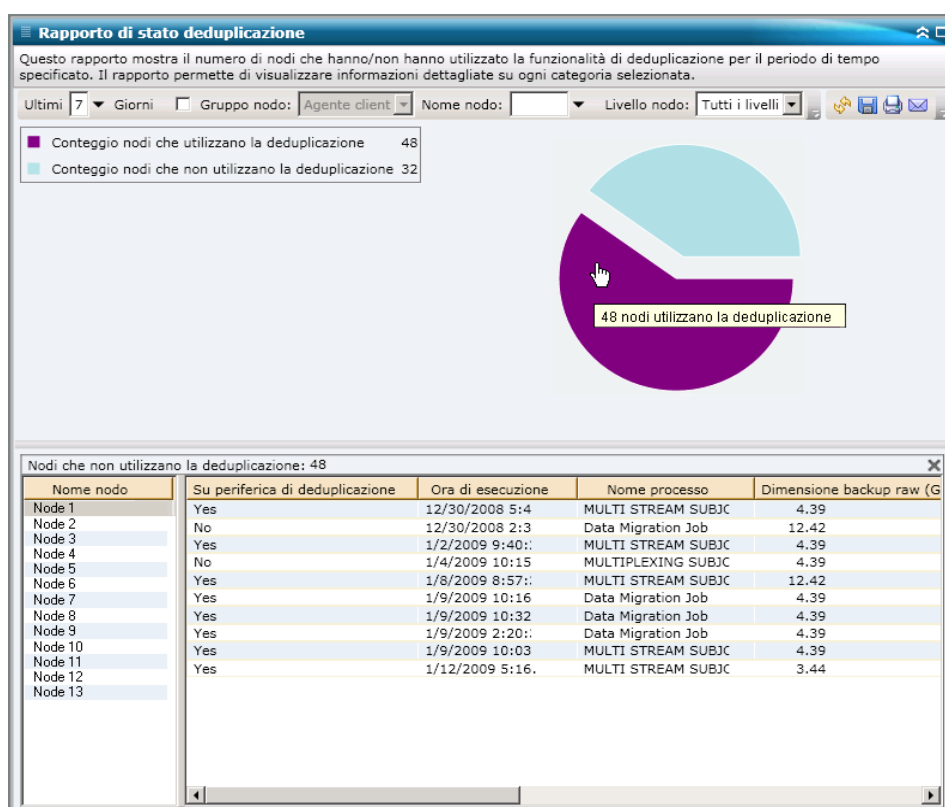 Rapporto di stato deduplicazione
Questo rapporto mostra il numero di nodi che hanno/non hanno utilizzato la funzionalità di deduplicazione per il periodo di tempo
specificato. Il rapporto permette di visualizzare informazioni dettagliate su ogni categoria selezionata.
Ultimi 7 Giorni Gruppo nodo: Agente client Nome nodo: Livello nodo: Tutti i livelli
Conteggio nodi che utilizzano la deduplicazione 48
Conteggio nodi che non utilizzano la deduplicazione 32
48 nodi utilizzano la deduplicazione
Nodi che non utilizzano la deduplicazione: 48
Nome nodo
Node 1
Node 2
Node 3
Node 4
Node 5
Node 6
Node 7
Node 8
Node 9
Node 10
Node 11
Node 12
Node 13
Su periferica di deduplicazione Ora di esecuzione Nome processo Dimensione backup raw (G
Yes 12/30/2008 5:4 MULTI STREAM SUBJC 4.39
No 12/30/2008 2:3 Data Migration Job 12.42
Yes 1/2/2009 9:40: MULTI STREAM SUBJC 4.39
No 1/4/2009 10:15 MULTIPLEXING SUBJC 4.39
Yes 1/8/2009 8:57: MULTI STREAM SUBJC 12.42
Yes 1/9/2009 10:16 Data Migration Job 4.39
Yes 1/9/2009 10:32 Data Migration Job 4.39
Yes 1/9/2009 2:20: Data Migration Job 4.39
Yes 1/9/2009 10:03 MULTI STREAM SUBJC 4.39
Yes 1/12/2009 5:16. MULTI STREAM SUBJC 3.44